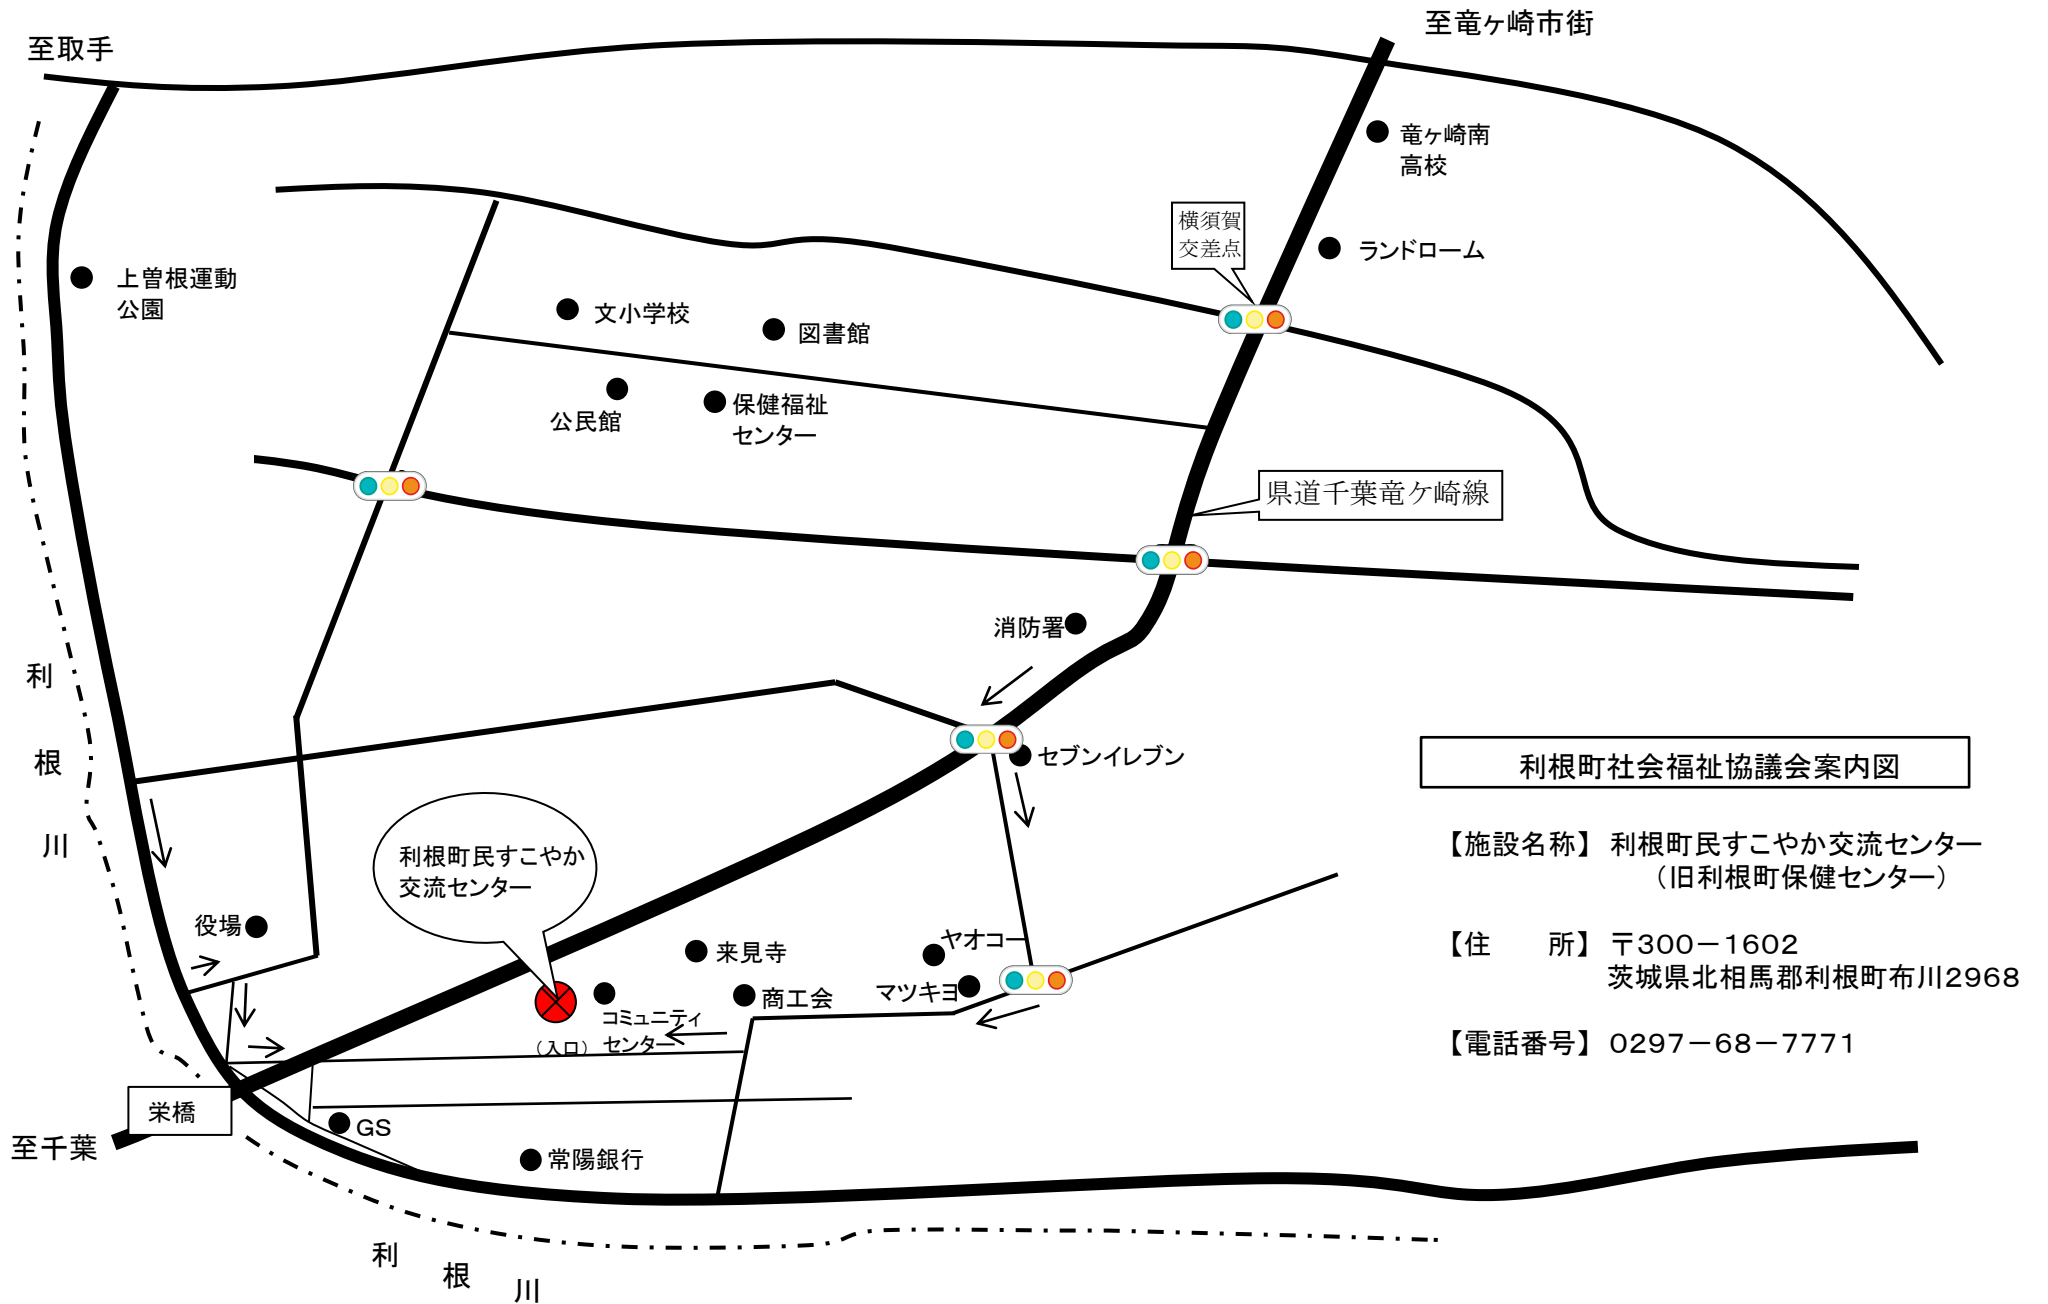 至竜ヶ崎市街
至取手
竜ヶ崎南
高校
横須賀
交差点
ランドローム
上曽根運動
公園
文小学校
図書館
公民館
保健福祉
センター
県道千葉竜ケ崎線
消防署
利
根
川
セブンイレブン
利根町社会福祉協議会案内図
利根町民すこやか
交流センター
【施設名称】 利根町民すこやか交流センター
（旧利根町保健センター）
役場
来見寺
ヤオコー
【住　　所】 〒300－1602
茨城県北相馬郡利根町布川2968
商工会
マツキヨ
コミュニティ
センター
（入口）
【電話番号】 0297－68－7771
栄橋
至千葉
GS
常陽銀行
利
根
川